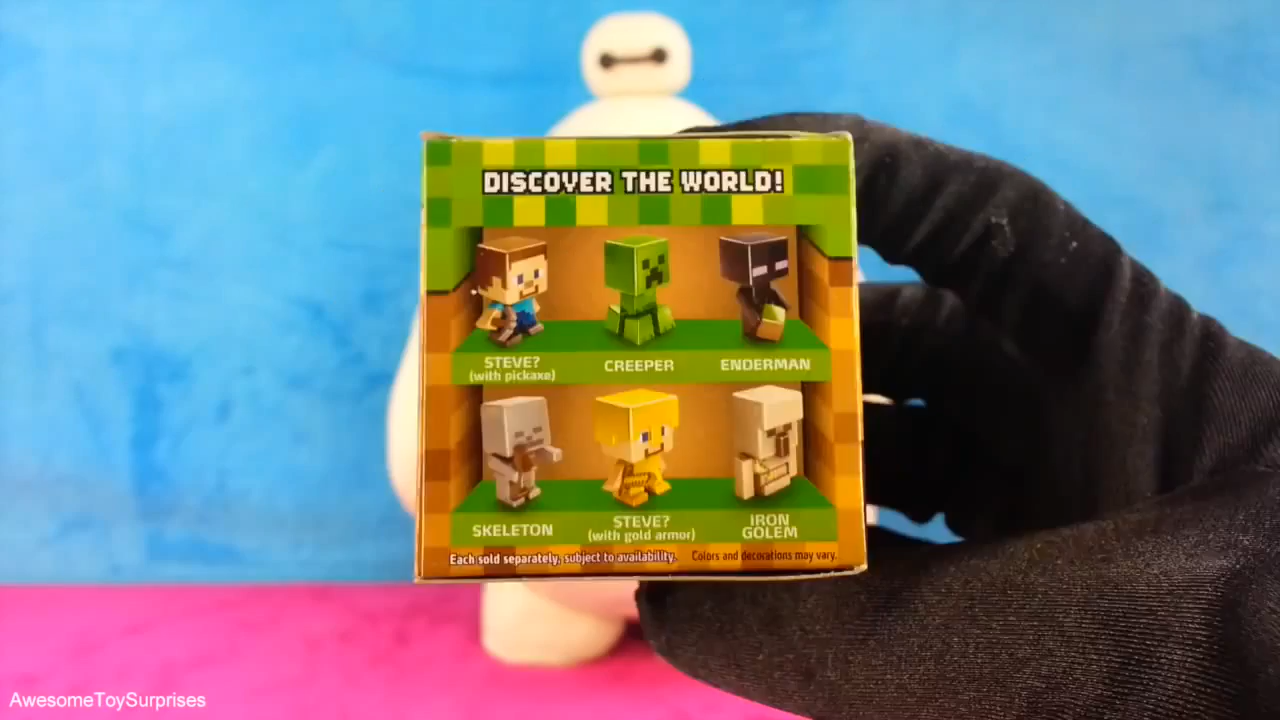 DISCOVER THE WORLD!
STEVE?
(with pickaxe)
CREEPER
ENDERMAN
SKELETON
STEVE?
(with gold armor)
IRON
GOLEM
Each sold separately, subject to availability. Colors and decorations may vary.
AwesomeToySurprises